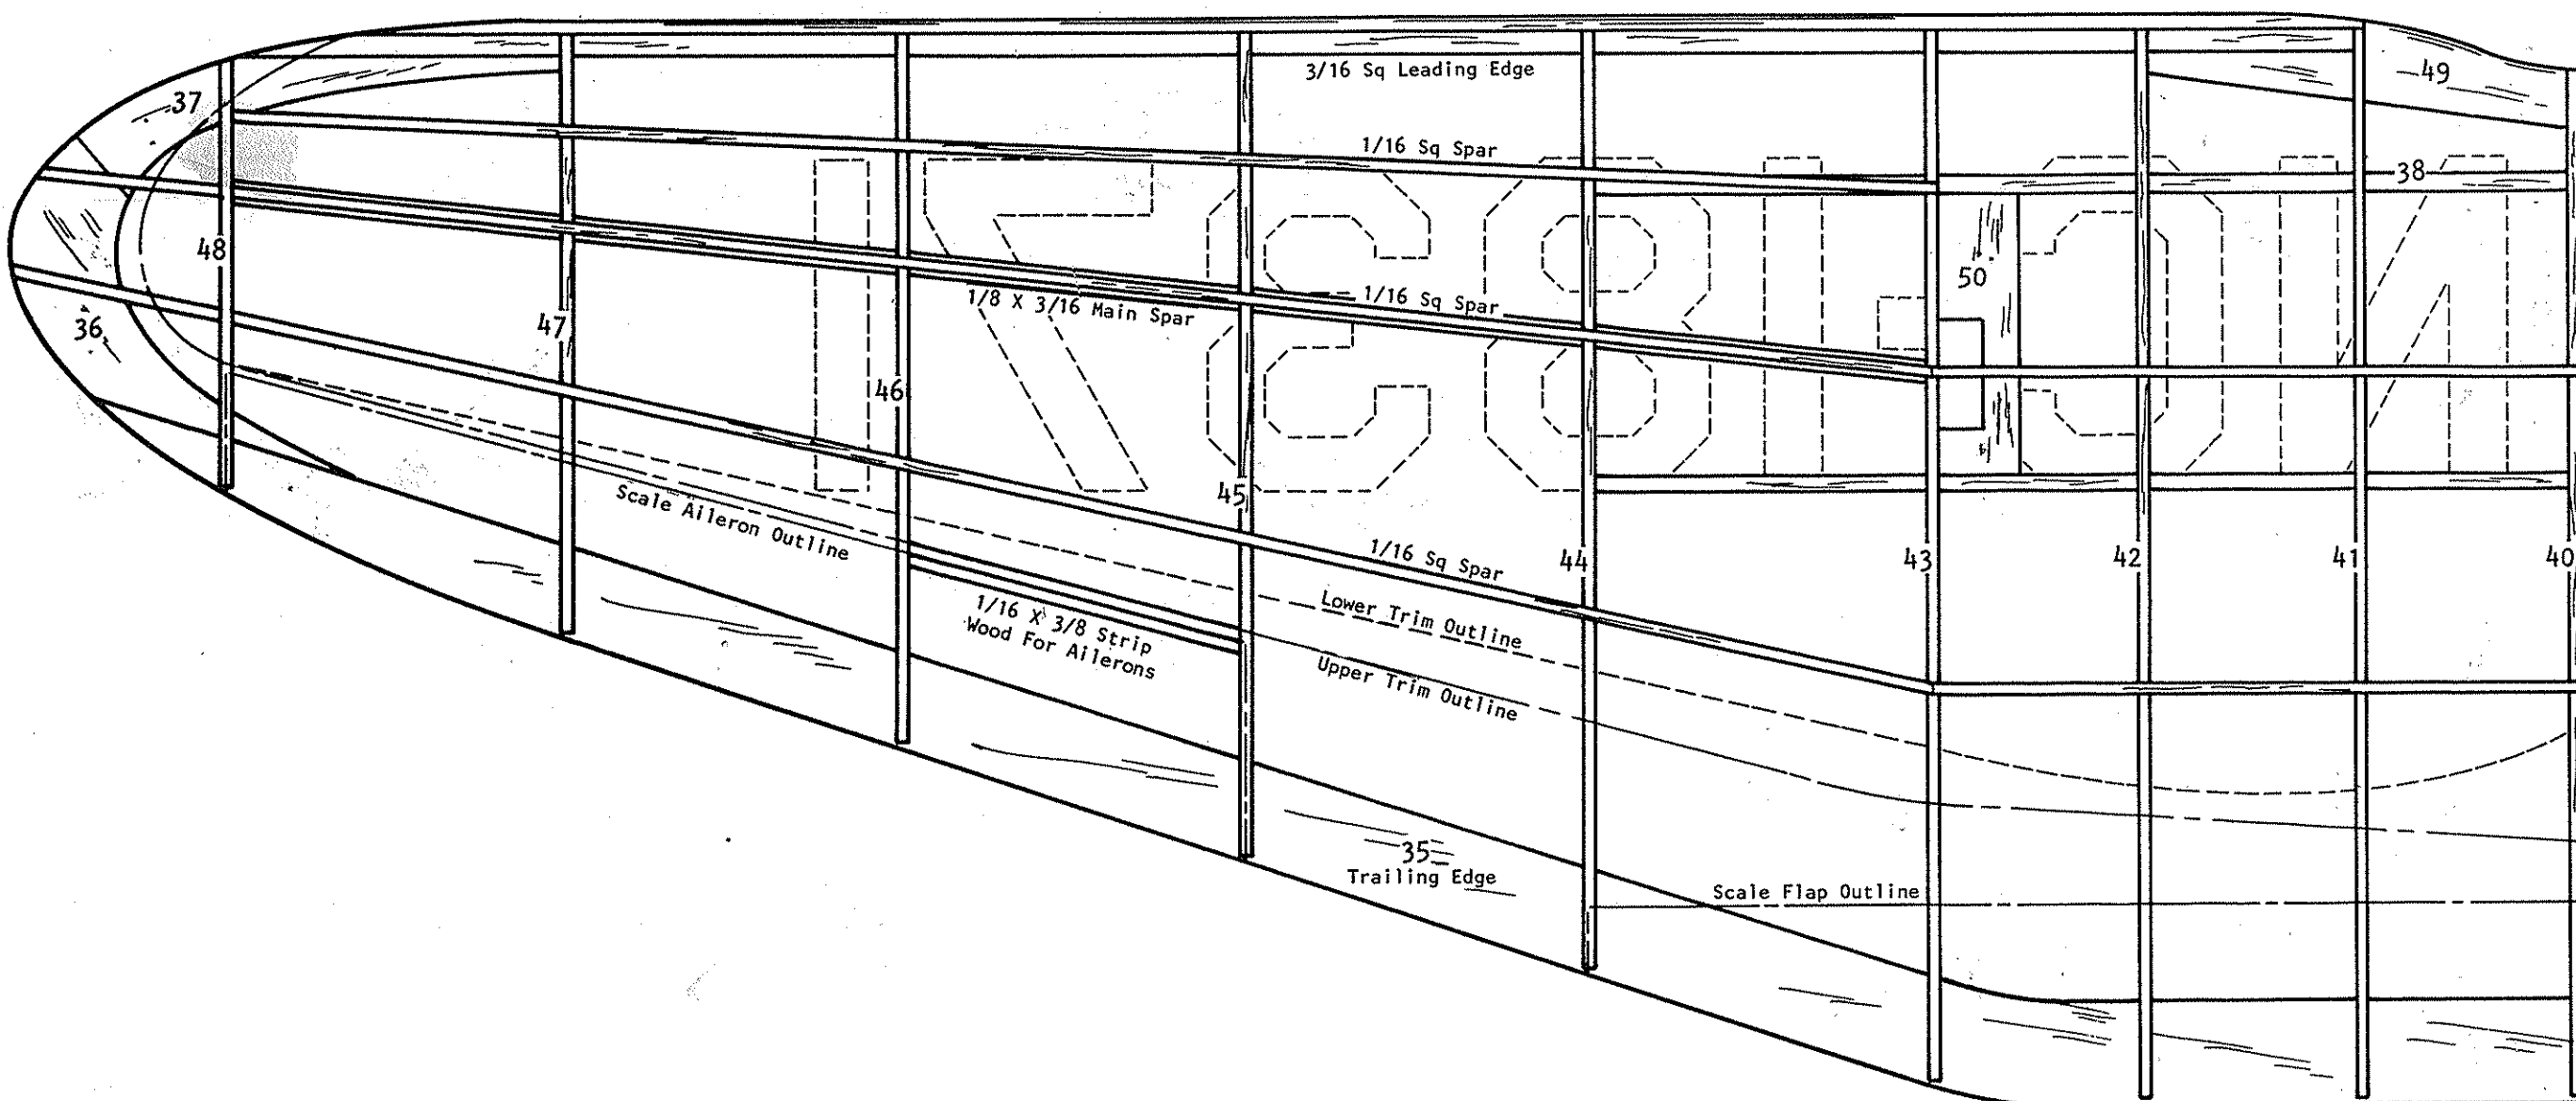 3/16 Sq Leading Edge
49
37
1/16 Sq Spar
38
48
50
1/8 X 3/16 Main Spar
1/16 Sq Spar
36
47
46
NC-18371
45
Scale Aileron Outline
1/16 Sq Spar
44
43
42
41
40
1/16 X 3/8 Strip
Wood For Ailerons
Lower Trim Outline
Upper Trim Outline
35
Trailing Edge
Scale Flap Outline